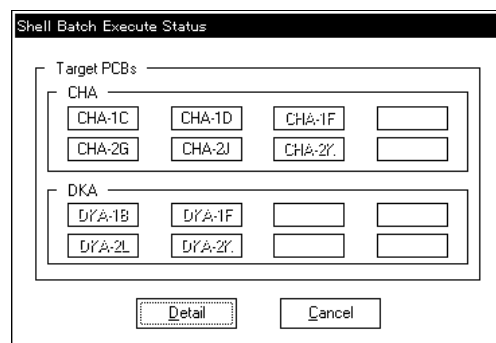 Shell Batch Execute Status
Target PCBs
CHA
CHA-1C CHA-1D CHA-1F
CHA-2G CHA-2J CHA-2K
DKA
DKA-1B DKA-1F
DKA-2L DKA-2K
Detail Cancel